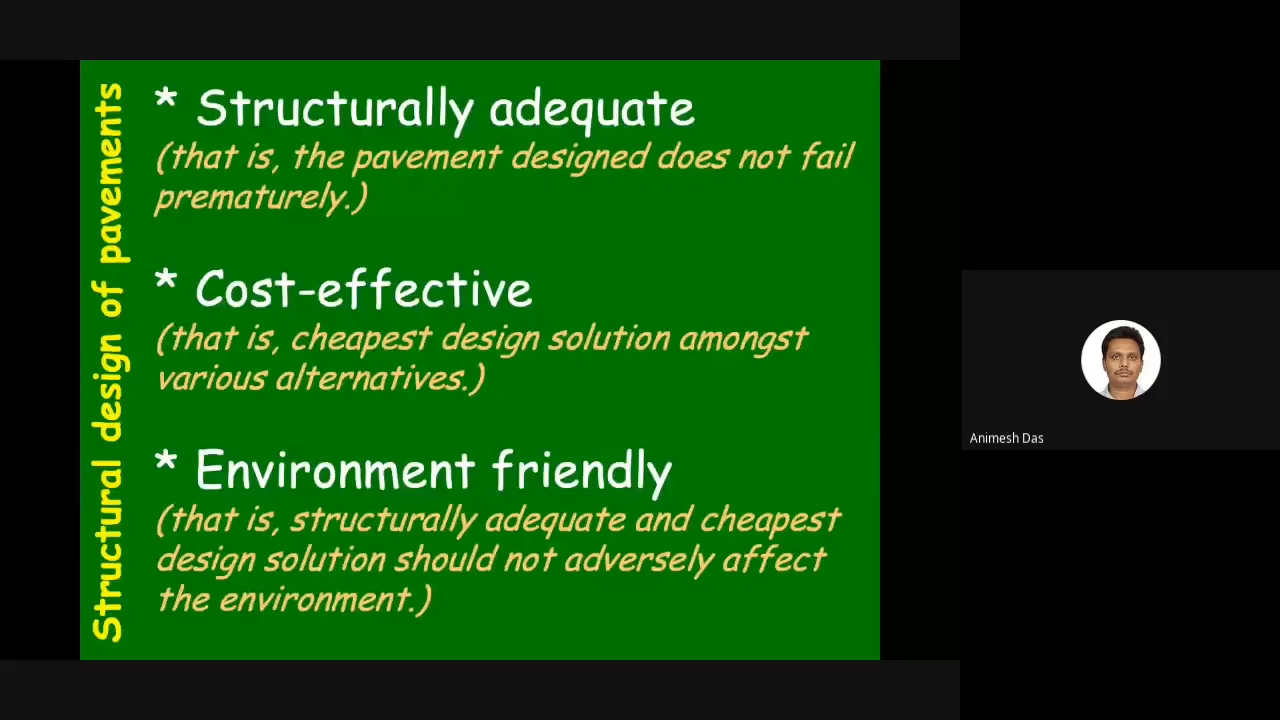 Structural design of pavements
* Structurally adequate
(that is, the pavement designed does not fail
prematurely.)
* Cost-effective
(that is, cheapest design solution amongst
various alternatives.)
* Environment friendly
(that is, structurally adequate and cheapest
design solution should not adversely affect
the environment.)
Animesh Das